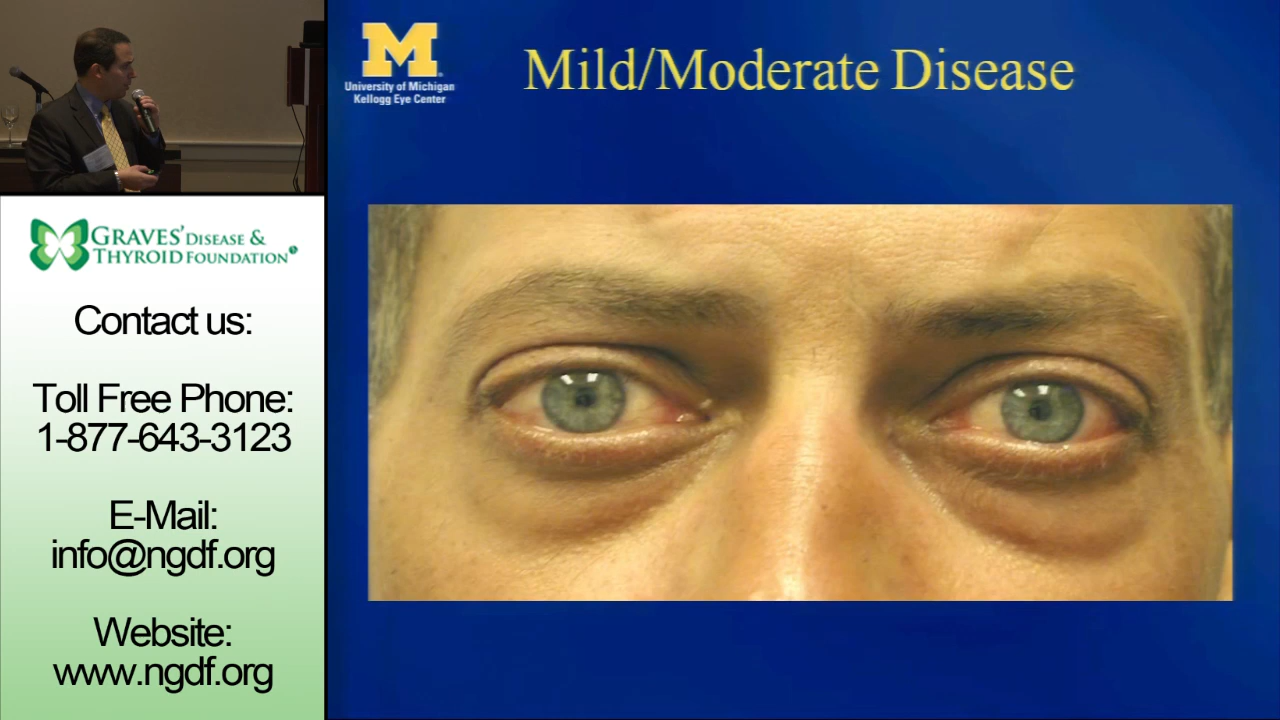 M
University of Michigan
Kellogg Eye Center
Mild/Moderate Disease
GRAVES' DISEASE &
THYROID FOUNDATION
Contact us:
Toll Free Phone:
1-877-643-3123
E-Mail:
info@ngdf.org
Website:
www.ngdf.org